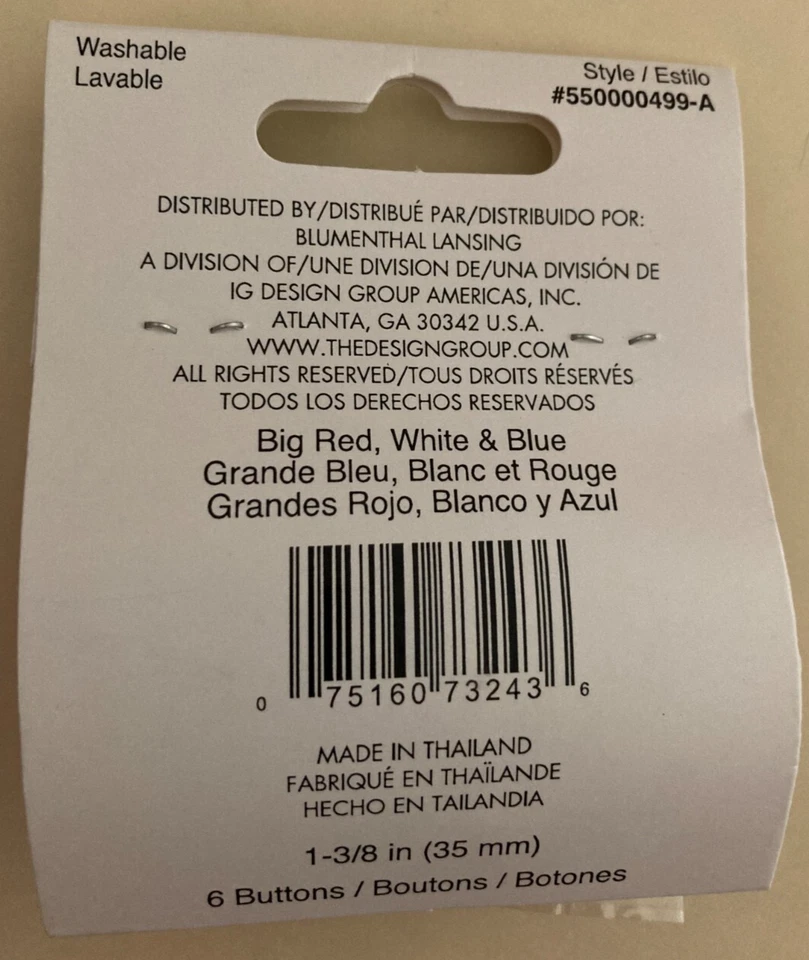 Washable
Lavable
Style / Estilo
#550000499-A
DISTRIBUTED BY/DISTRIBUÉ PAR/DISTRIBUIDO POR:
BLUMENTHAL LANSING
A DIVISION OF/UNE DIVISION DE/UNA DIVISIÓN DE
IG DESIGN GROUP AMERICAS, INC.
ATLANTA, GA 30342 U.S.A.
WWW.THEDESIGNGROUP.COM
ALL RIGHTS RESERVED/TOUS DROITS RÉSERVÉS
TODOS LOS DERECHOS RESERVADOS
Big Red, White & Blue
Grande Bleu, Blanc et Rouge
Grandes Rojo, Blanco y Azul
0 75160 73243 6
MADE IN THAILAND
FABRIQUÉ EN THAÏLANDE
HECHO EN TAILANDIA
1-3/8 in (35 mm)
6 Buttons / Boutons / Botones